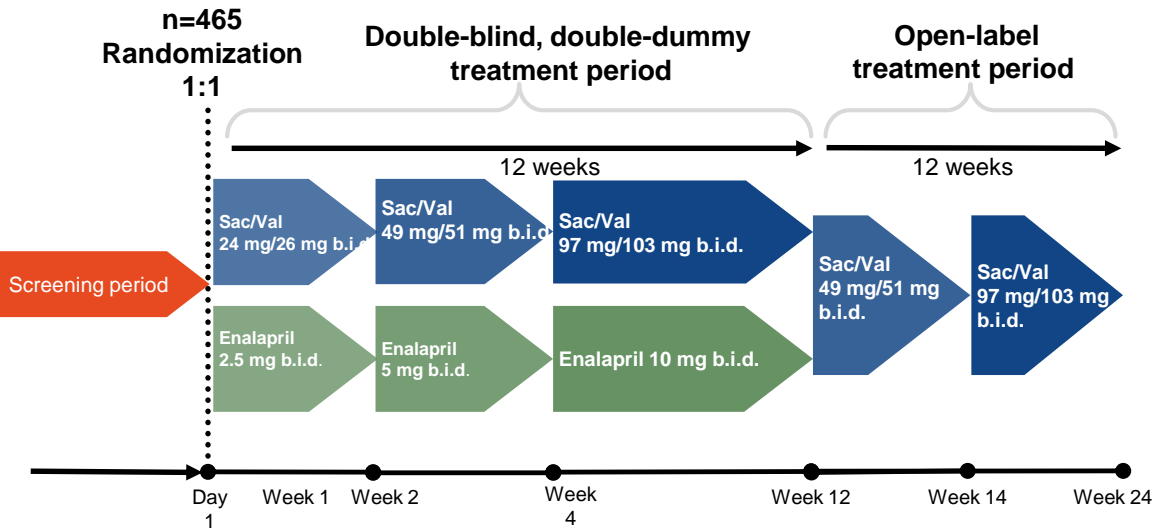 n=465
Randomization
1:1
Double-blind, double-dummy
treatment period
Open-label
treatment period
12 weeks
12 weeks
Screening period
Sac/Val
24 mg/26 mg b.i.d
Sac/Val
49 mg/51 mg b.i.d
Sac/Val
97 mg/103 mg b.i.d.
Sac/Val
49 mg/51 mg
b.i.d.
Sac/Val
97 mg/103 mg
b.i.d.
Enalapril
2.5 mg b.i.d.
Enalapril
5 mg b.i.d.
Enalapril 10 mg b.i.d.
Day
1
Week 1
Week 2
Week
4
Week 12
Week 14
Week 24